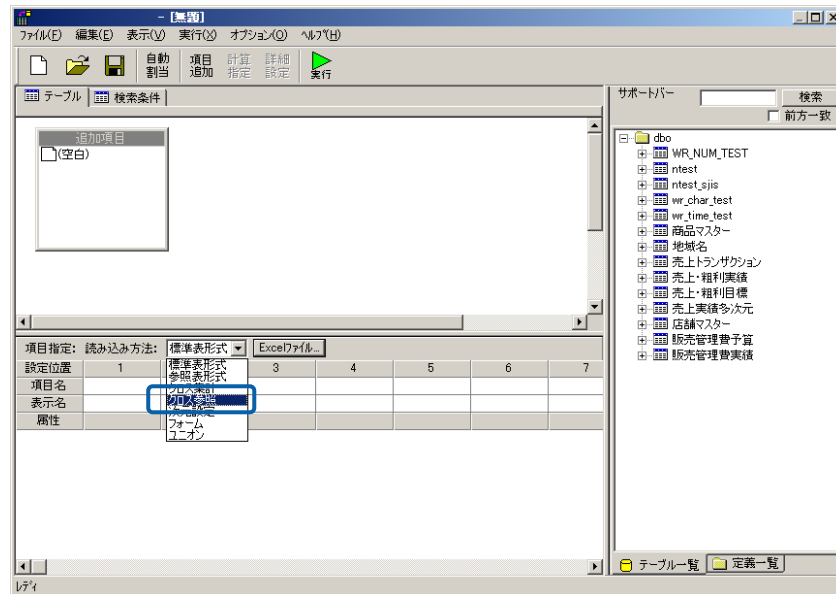 - [無題]
ファイル(F) 編集(E) 表示(V) 実行(X) オプション(O) ヘルプ(H)
自動割当 項目追加 計算指定 詳細設定 実行
テーブル 検索条件
追加項目
(空白)
項目指定: 読み込み方法: 標準表形式 Excelファイル...
設定位置 1 3 4 5 6 7
項目名
表示名
属性
標準表形式
参照表形式
クロス集計
クロス参照
次元設定
フォーム
ユニオン
サポートバー 検索
前方一致
dbo
WR_NUM_TEST
ntest
ntest_sjis
wr_char_test
wr_time_test
商品マスター
地域名
売上トランザクション
売上・粗利実績
売上・粗利目標
売上実績多次元
店舗マスター
販売管理費予算
販売管理費実績
テーブル一覧 定義一覧
レディ